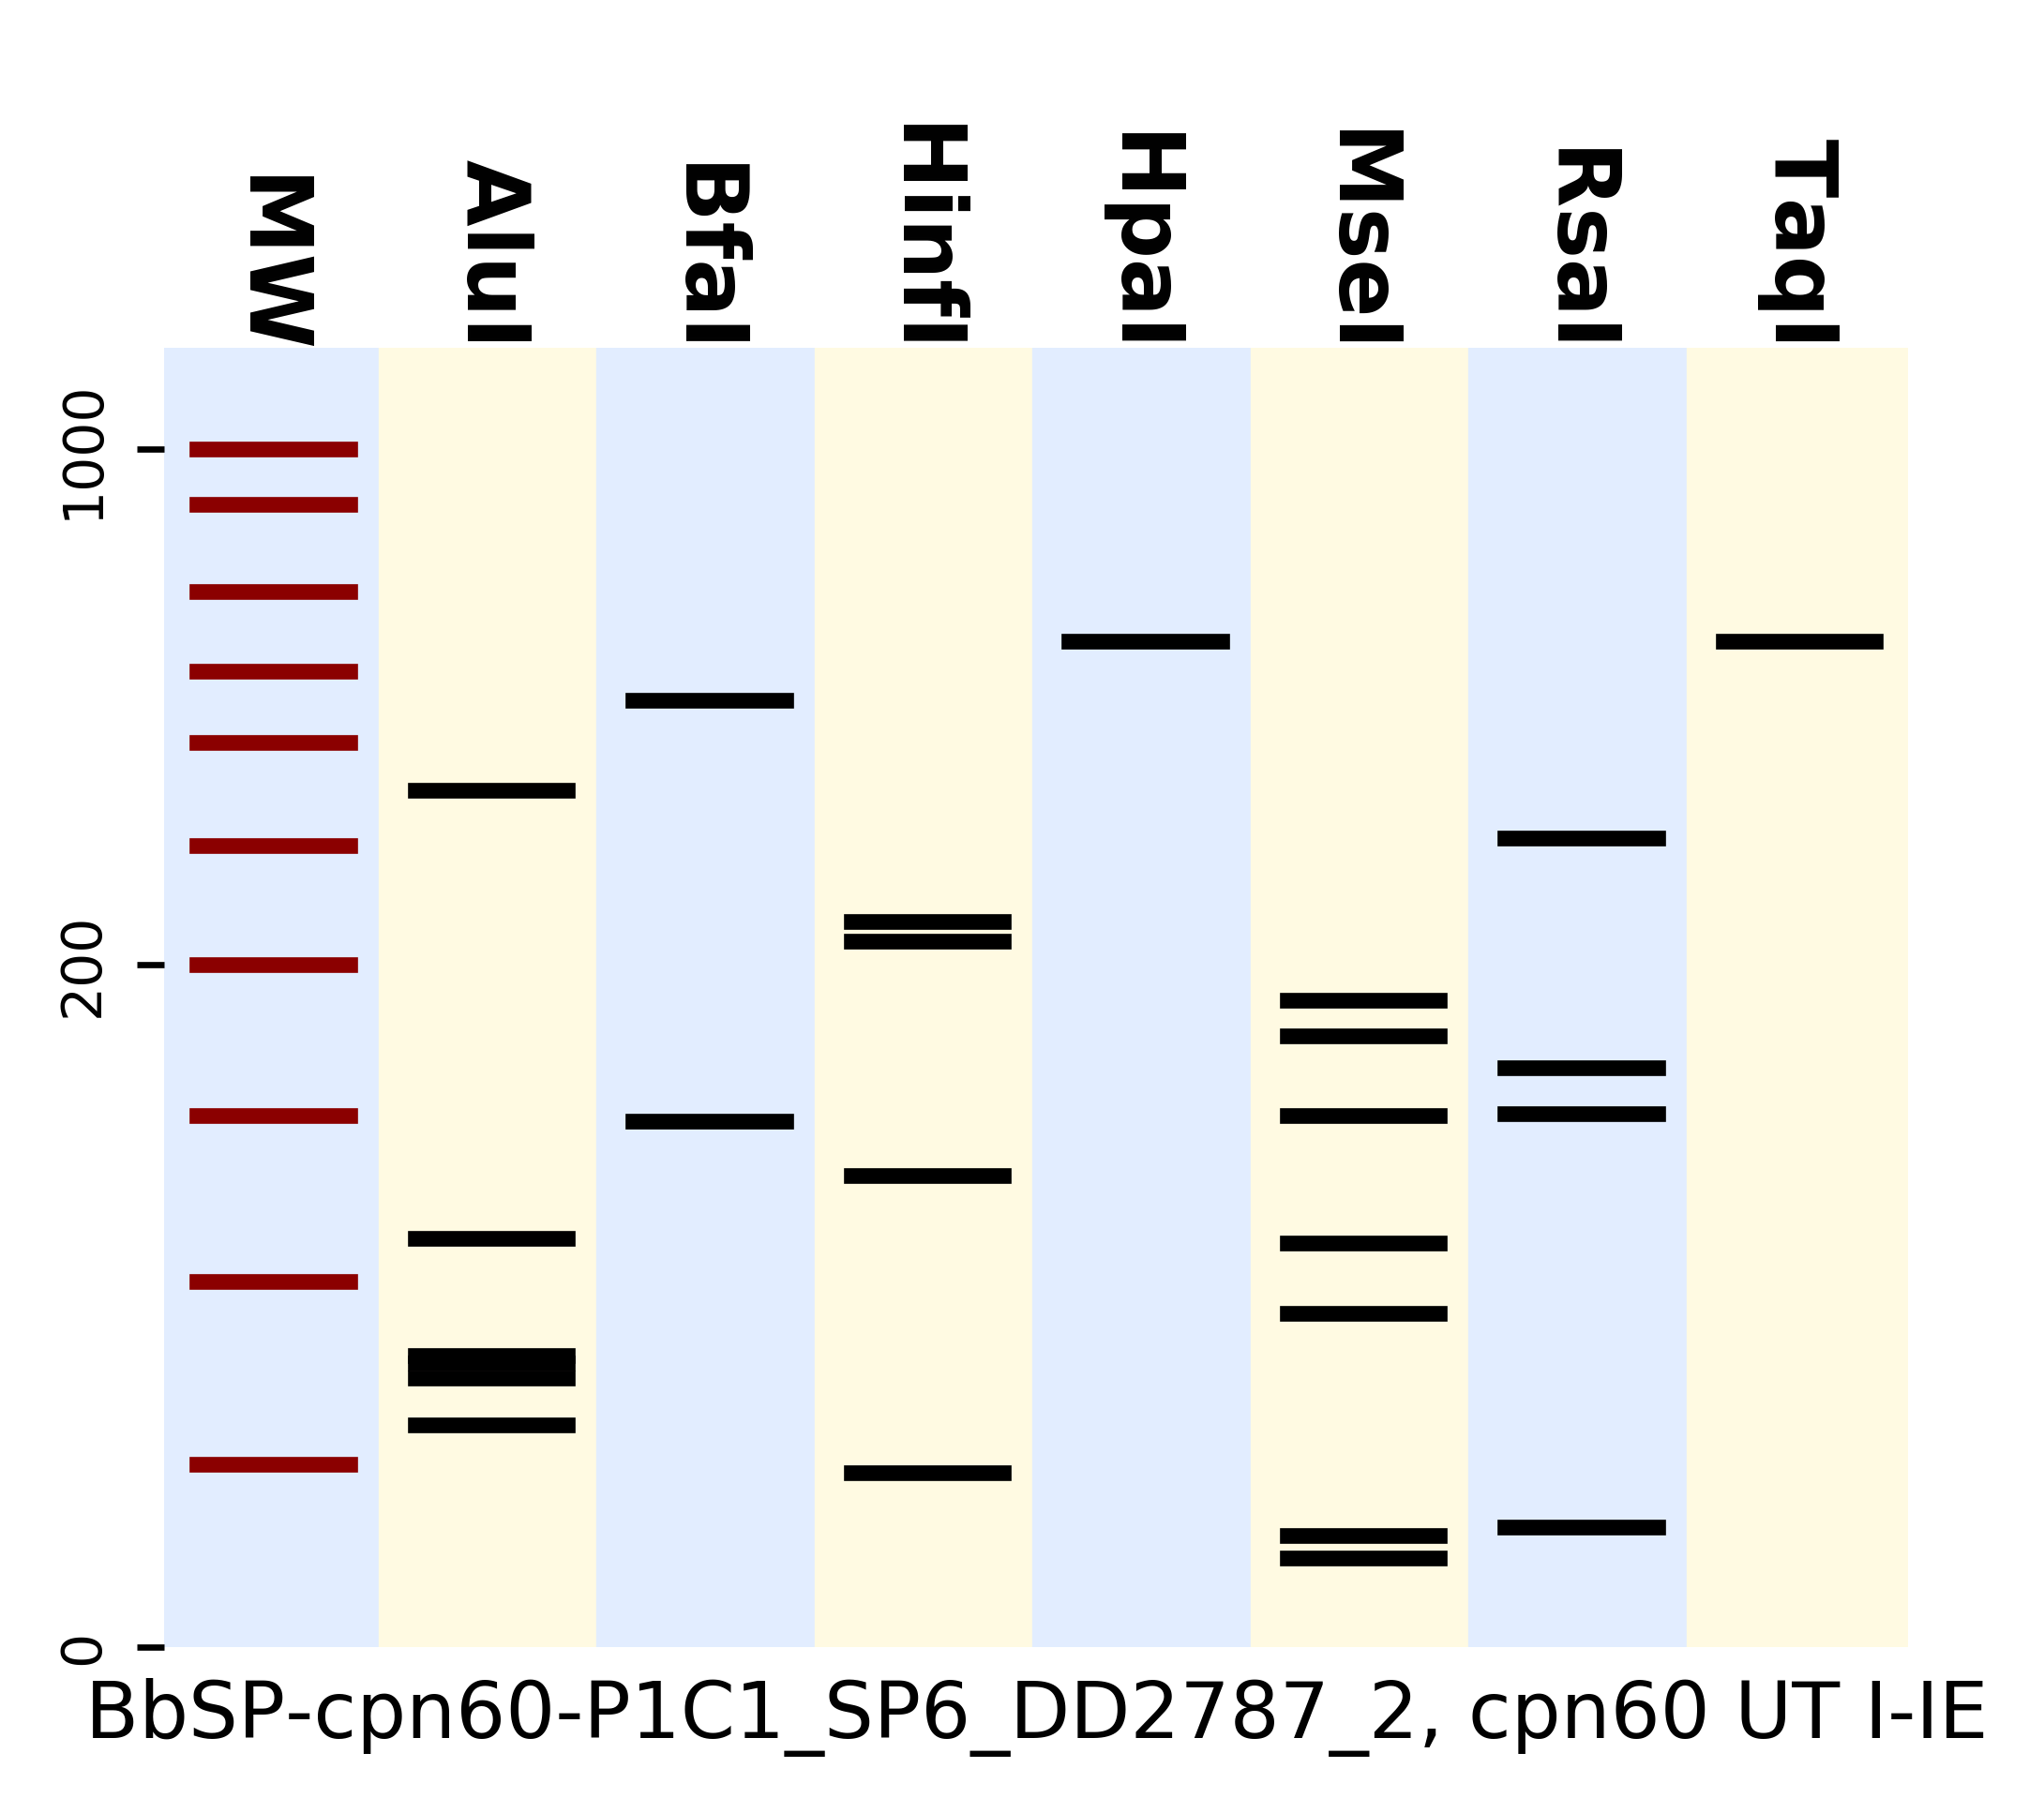 MW
AluI
BfaI
HinfI
HpaI
MseI
RsaI
TaqI
1000
200
0
BbSP-cpn60-P1C1_SP6_DD2787_2, cpn60 UT I-IE